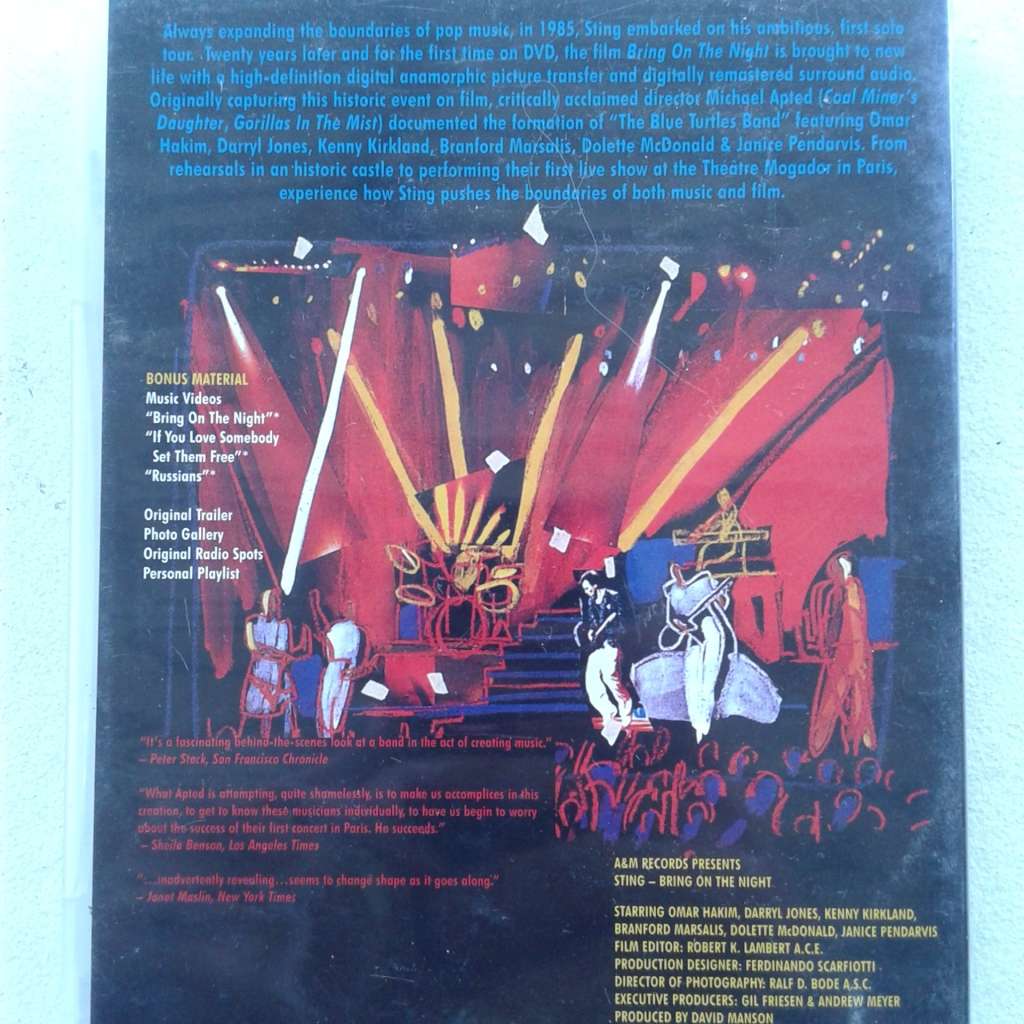 Always expanding the boundaries of pop music, in 1985, Sting embarked on his ambitious, first solo
tour. Twenty years later and for the first time on DVD, the film Bring On The Night is brought to new
life with a high-definition digital anamorphic picture transfer and digitally remastered surround audio.
Originally capturing this historic event on film, critically acclaimed director Michael Apted (Coal Miner's
Daughter, Gorillas In The Mist) documented the formation of "The Blue Turtles Band" featuring Omar
Hakim, Darryl Jones, Kenny Kirkland, Branford Marsalis, Dolette McDonald & Janice Pendarvis. From
rehearsals in an historic castle to performing their first live show at the Theatre Mogador in Paris,
experience how Sting pushes the boundaries of both music and film.
BONUS MATERIAL
Music Videos
"Bring On The Night"*
"If You Love Somebody
Set Them Free"*
"Russians"*
Original Trailer
Photo Gallery
Original Radio Spots
Personal Playlist
"It's a fascinating behind-the-scenes look at a band in the act of creating music."
– Peter Stack, San Francisco Chronicle
"What Apted is attempting, quite shamelessly, is to make us accomplices in this
creation, to get to know these musicians individually, to have us begin to worry
about the success of their first concert in Paris. He succeeds."
– Sheila Benson, Los Angeles Times
"...inadvertently revealing...seems to change shape as it goes along."
– Janet Maslin, New York Times
A&M RECORDS PRESENTS
STING – BRING ON THE NIGHT
STARRING OMAR HAKIM, DARRYL JONES, KENNY KIRKLAND,
BRANFORD MARSALIS, DOLETTE McDONALD, JANICE PENDARVIS
FILM EDITOR: ROBERT K. LAMBERT A.C.E.
PRODUCTION DESIGNER: FERDINANDO SCARFIOTTI
DIRECTOR OF PHOTOGRAPHY: RALF D. BODE A.S.C.
EXECUTIVE PRODUCERS: GIL FRIESEN & ANDREW MEYER
PRODUCED BY DAVID MANSON